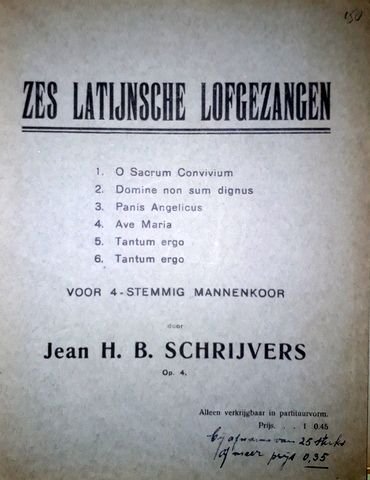 ZES LATIJNSCHE LOFGEZANGEN
1. O Sacrum Convivium
2. Domine non sum dignus
3. Panis Angelicus
4. Ave Maria
5. Tantum ergo
6. Tantum ergo
VOOR 4-STEMMIG MANNENKOOR
door
Jean H. B. SCHRIJVERS
Op. 4.
Alleen verkrijgbaar in partituurvorm.
Prijs. . . f 0.45
Bij afname van 25 stuks
of meer prijs 0,35